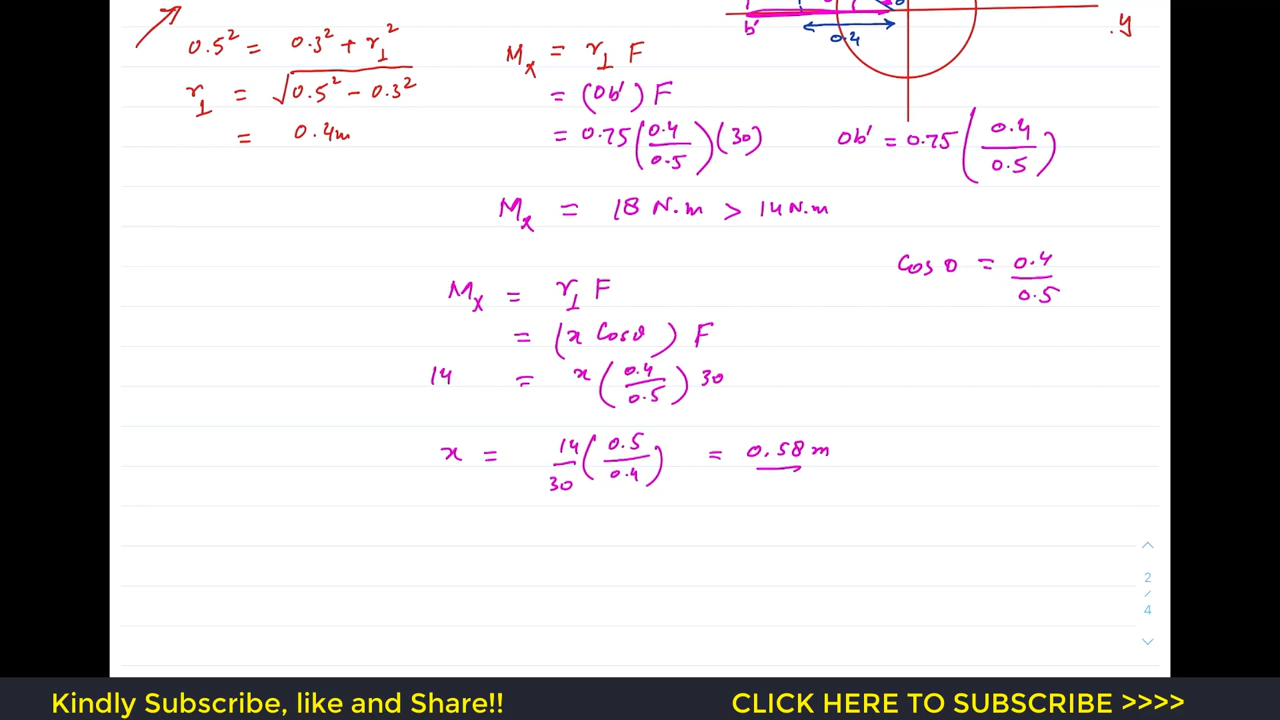 b'
0.4
.y
0.5² = 0.3² + r⊥²
r⊥ = √(0.5² - 0.3²)
= 0.4m
Mx = r⊥ F
= (0b') F
= 0.75(0.4/0.5)(30)
0b' = 0.75(0.4/0.5)
Mx = 18 N.m > 14 N.m
Cos θ = 0.4/0.5
Mx = r⊥ F
= (x Cosθ) F
14 = x(0.4/0.5) 30
x = 14/30(0.5/0.4) = 0.58 m
2
/
4
Kindly Subscribe, like and Share!!
CLICK HERE TO SUBSCRIBE >>>>